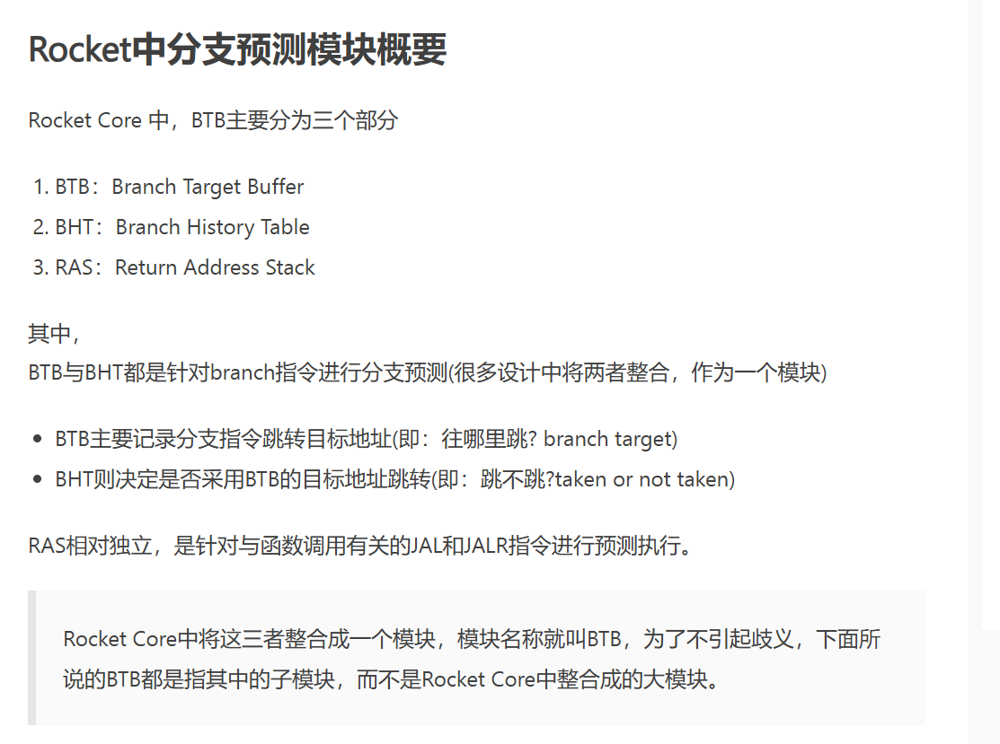 Rocket中分支预测模块概要
Rocket Core 中，BTB主要分为三个部分
1. BTB：Branch Target Buffer
2. BHT：Branch History Table
3. RAS：Return Address Stack
其中，
BTB与BHT都是针对branch指令进行分支预测(很多设计中将两者整合，作为一个模块)
• BTB主要记录分支指令跳转目标地址(即：往哪里跳? branch target)
• BHT则决定是否采用BTB的目标地址跳转(即：跳不跳?taken or not taken)
RAS相对独立，是针对与函数调用有关的JAL和JALR指令进行预测执行。
Rocket Core中将这三者整合成一个模块，模块名称就叫BTB，为了不引起歧义，下面所
说的BTB都是指其中的子模块，而不是Rocket Core中整合成的大模块。